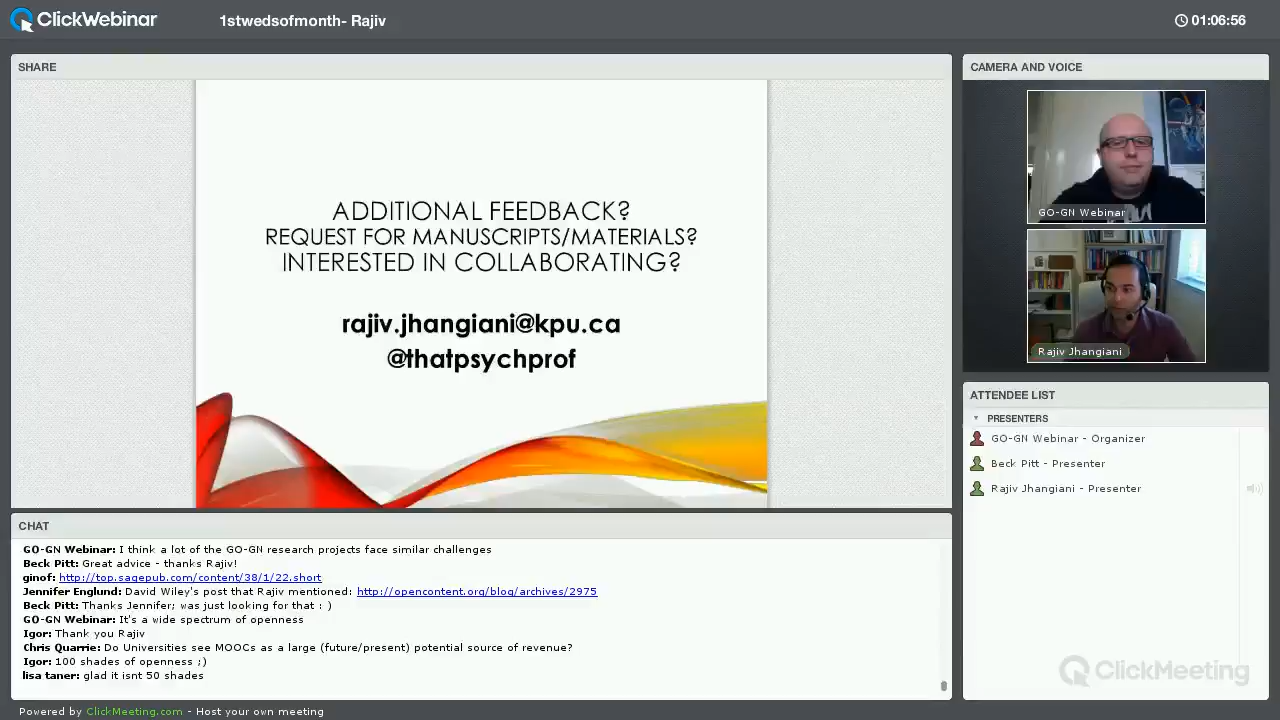 ClickWebinar
1stwedsofmonth- Rajiv
01:06:56
SHARE
ADDITIONAL FEEDBACK?
REQUEST FOR MANUSCRIPTS/MATERIALS?
INTERESTED IN COLLABORATING?
rajiv.jhangiani@kpu.ca
@thatpsychprof
CAMERA AND VOICE
GO-GN Webinar
Rajiv Jhangiani
ATTENDEE LIST
PRESENTERS
GO-GN Webinar - Organizer
Beck Pitt - Presenter
Rajiv Jhangiani - Presenter
ClickMeeting
CHAT
GO-GN Webinar: I think a lot of the GO-GN research projects face similar challenges
Beck Pitt: Great advice - thanks Rajiv!
ginof: http://top.sagepub.com/content/38/1/22.short
Jennifer Englund: David Wiley's post that Rajiv mentioned: http://opencontent.org/blog/archives/2975
Beck Pitt: Thanks Jennifer; was just looking for that : )
GO-GN Webinar: It's a wide spectrum of openness
Igor: Thank you Rajiv
Chris Quarrie: Do Universities see MOOCs as a large (future/present) potential source of revenue?
Igor: 100 shades of openness ;)
lisa taner: glad it isnt 50 shades
Powered by ClickMeeting.com - Host your own meeting